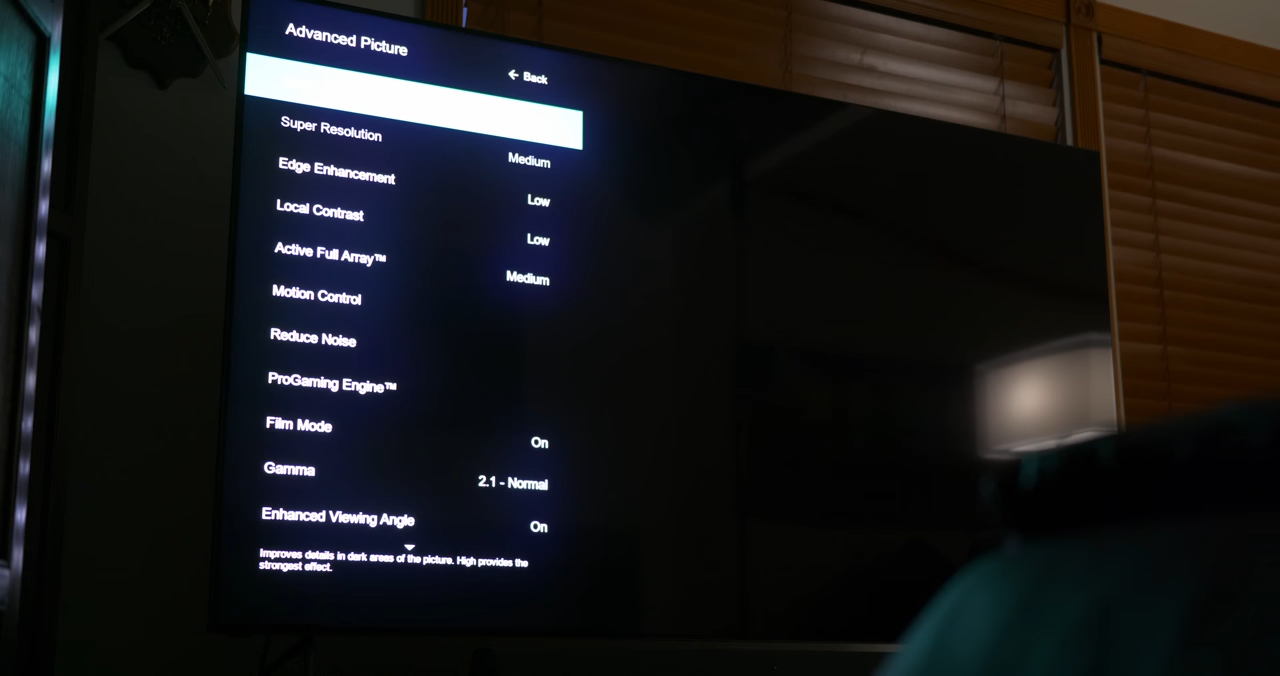 Advanced Picture
← Back
Super Resolution Medium
Edge Enhancement Low
Local Contrast Low
Active Full Array™ Medium
Motion Control
Reduce Noise
ProGaming Engine™
Film Mode On
Gamma 2.1 - Normal
Enhanced Viewing Angle On
Improves details in dark areas of the picture. High provides the
strongest effect.